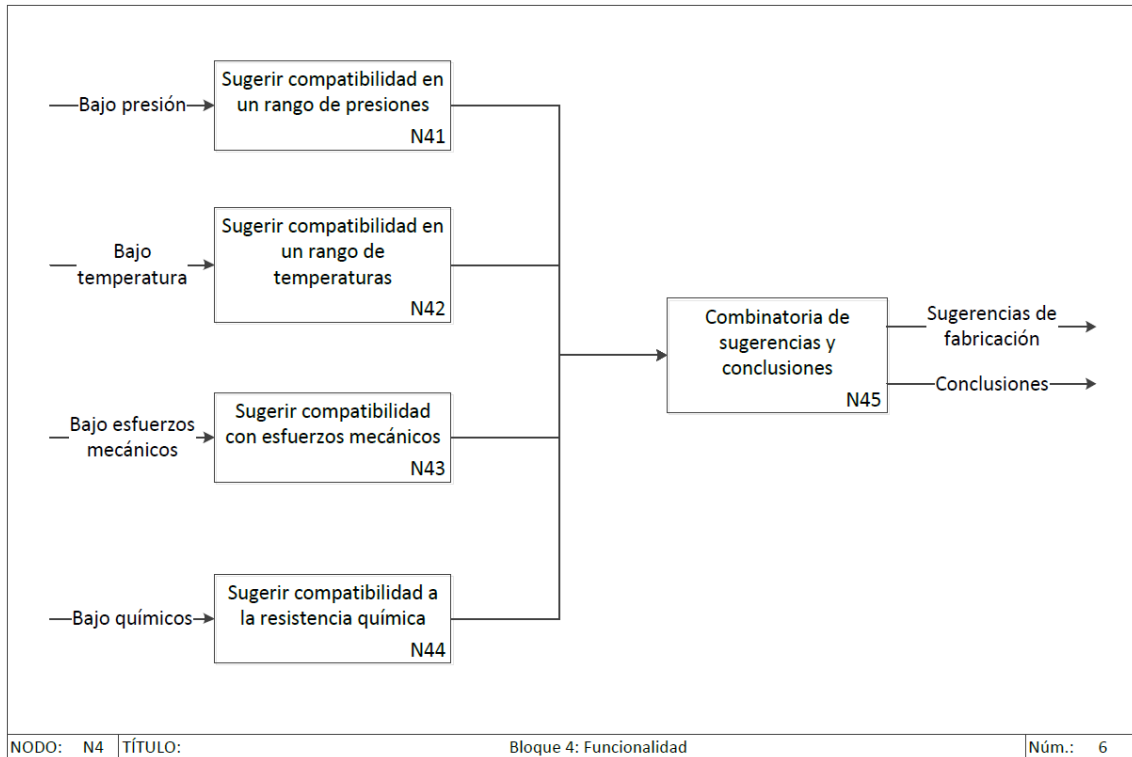 Bajo presión
Sugerir compatibilidad en
un rango de presiones
N41
Bajo
temperatura
Sugerir compatibilidad en
un rango de
temperaturas
N42
Bajo esfuerzos
mecánicos
Sugerir compatibilidad
con esfuerzos mecánicos
N43
Bajo químicos
Sugerir compatibilidad a
la resistencia química
N44
Combinatoria de
sugerencias y
conclusiones
N45
Sugerencias de
fabricación
Conclusiones
NODO: N4 TÍTULO: Bloque 4: Funcionalidad Núm.: 6